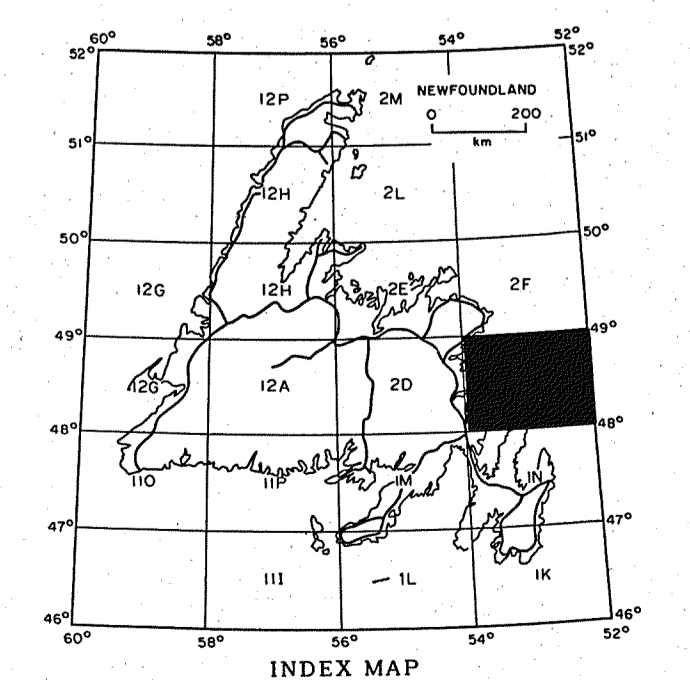 60° 58° 56° 54° 52°
52° 52°
12P 2M NEWFOUNDLAND
0 200
km
51° 51°
12H 2L
50° 50°
12G 12H 2E 2F
49° 49°
12G 12A 2D
48° 48°
11O 11P 1M 1N
47° 47°
11I 1L 1K
46° 46°
60° 58° 56° 54° 52°
INDEX MAP